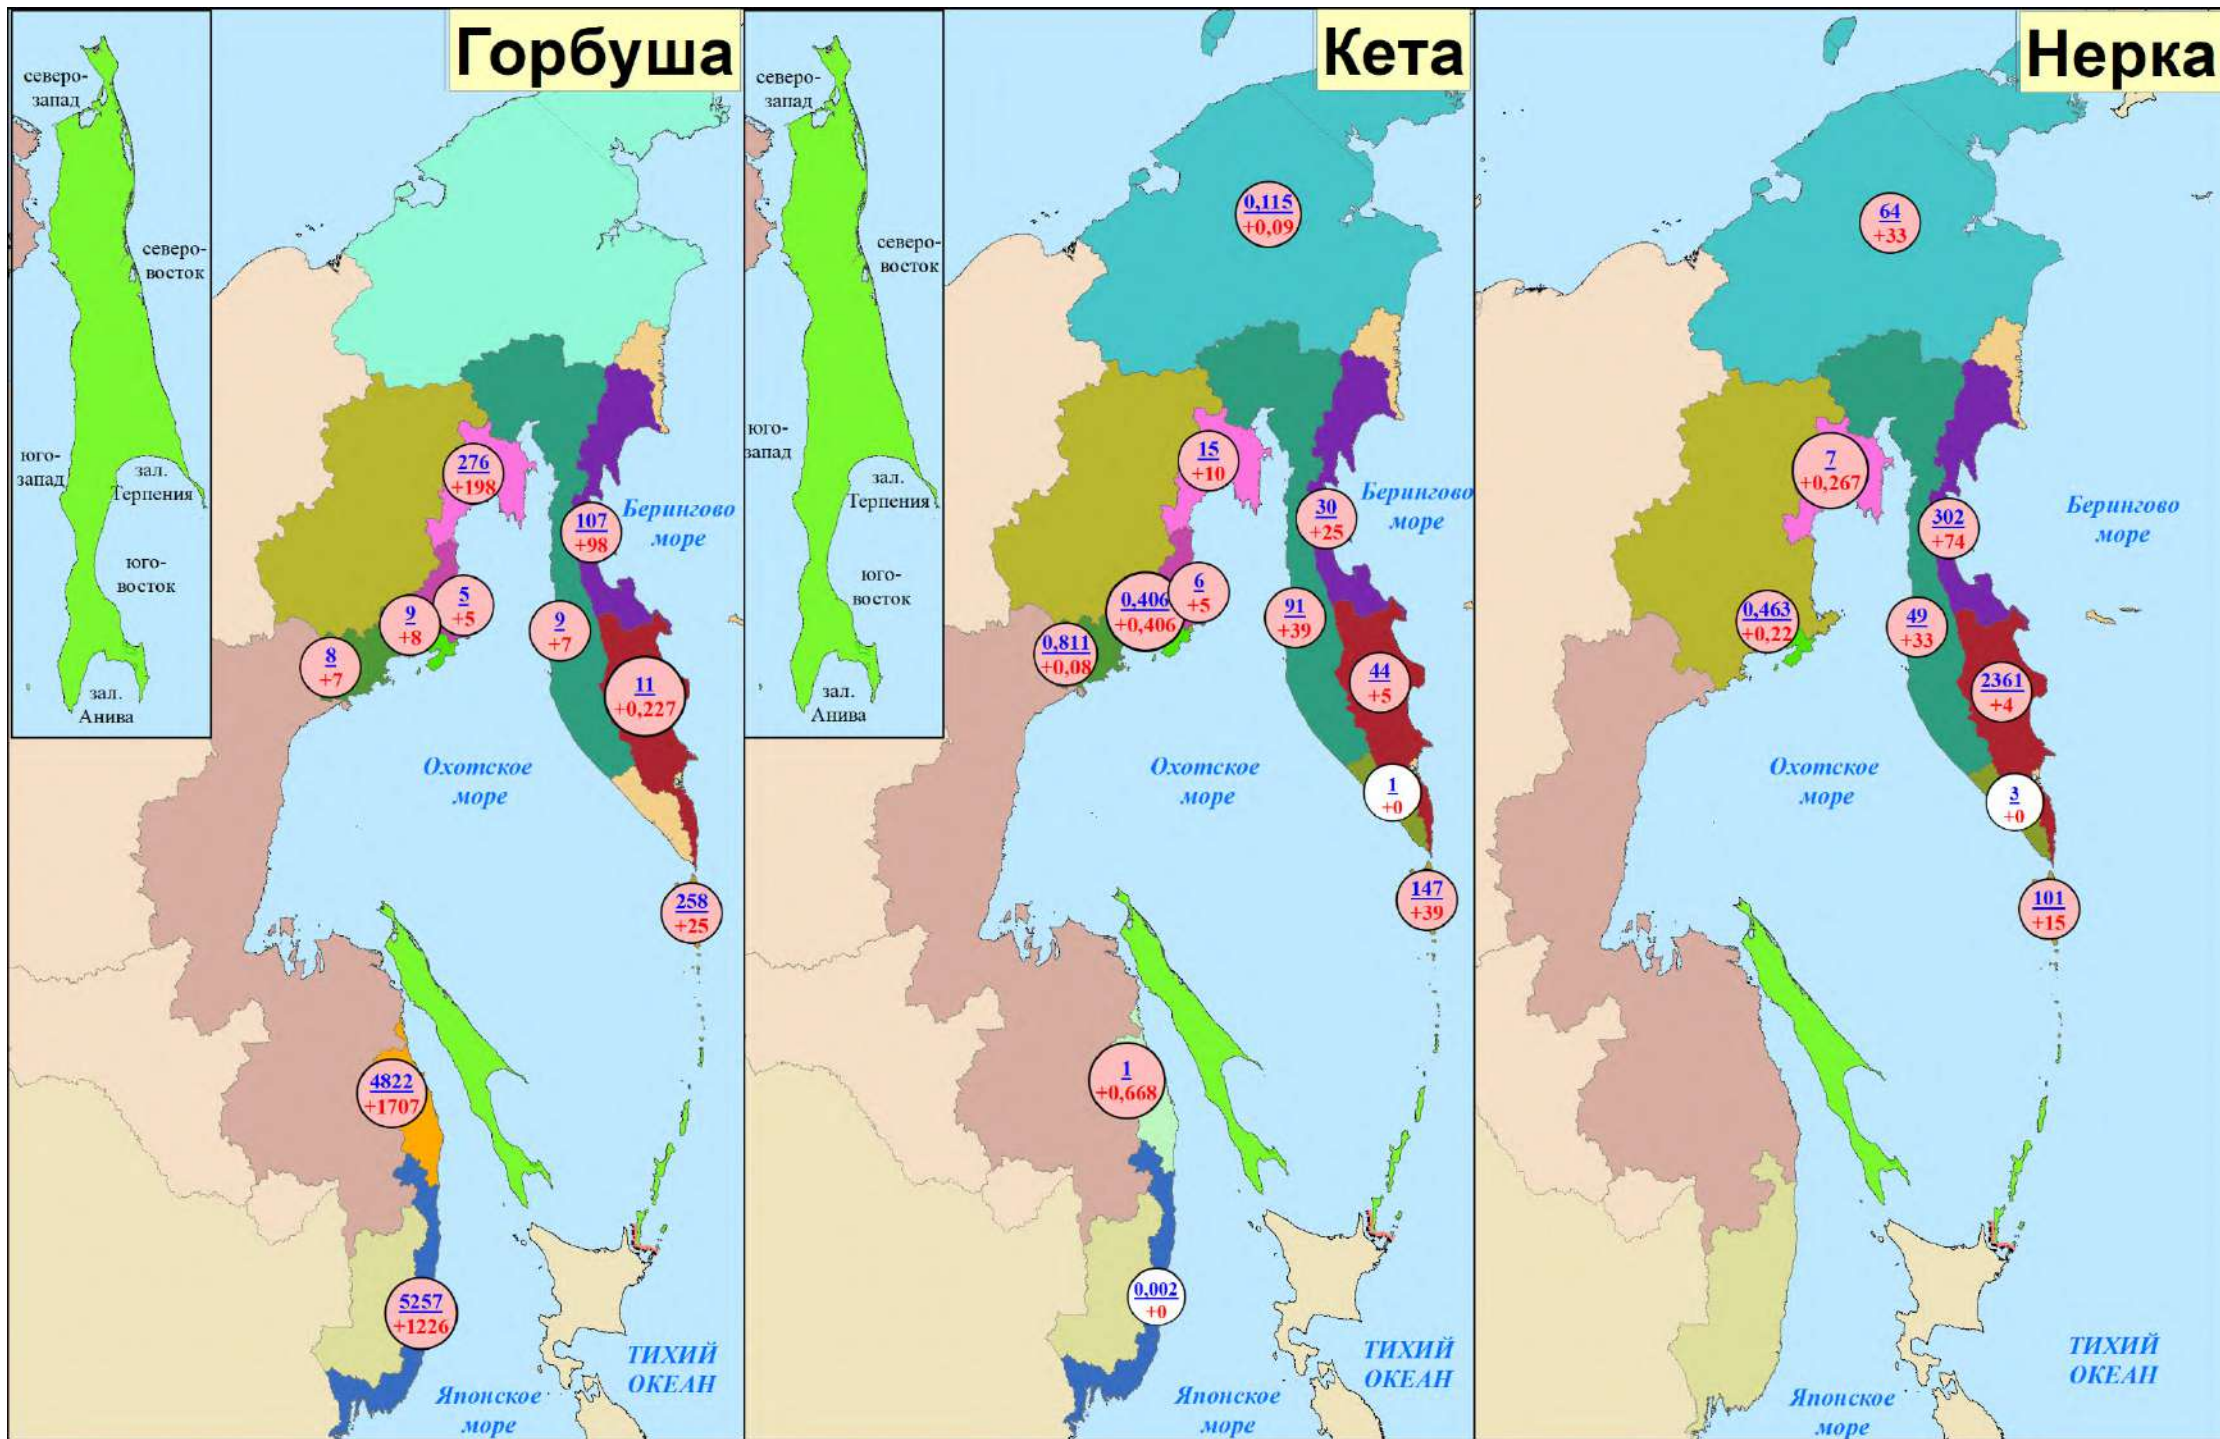 Горбуша
северо-
запад
северо-
восток
юго-
запад
зал.
Терпения
юго-
восток
зал.
Анива
276
+198
107
+98
Берингово
море
5
+5
9
+8
9
+7
8
+7
11
+0,227
Охотское
море
258
+25
4822
+1707
5257
+1226
ТИХИЙ
ОКЕАН
Японское
море
Кета
северо-
запад
северо-
восток
юго-
запад
зал.
Терпения
юго-
восток
зал.
Анива
0,115
+0,09
15
+10
30
+25
Берингово
море
6
+5
0,406
+0,406
91
+39
0,811
+0,08
44
+5
Охотское
море
1
+0
147
+39
1
+0,668
0,002
+0
ТИХИЙ
ОКЕАН
Японское
море
Нерка
64
+33
7
+0,267
302
+74
Берингово
море
0,463
+0,22
49
+33
2361
+4
Охотское
море
3
+0
101
+15
ТИХИЙ
ОКЕАН
Японское
море